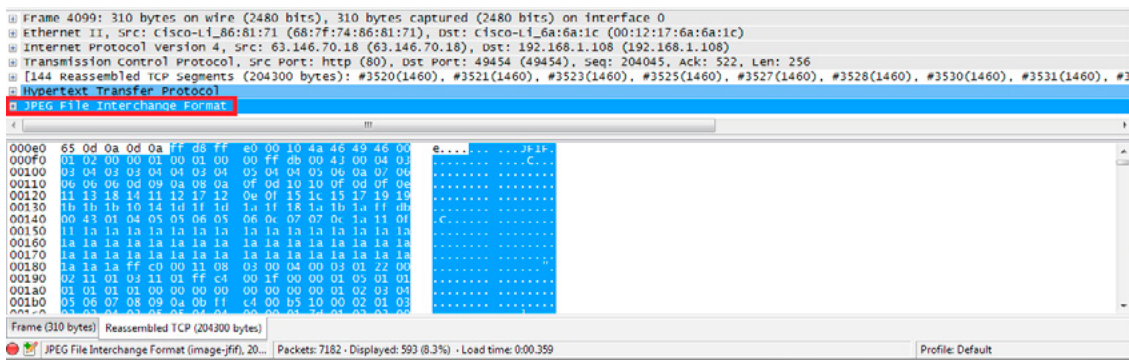 Frame 4099: 310 bytes on wire (2480 bits), 310 bytes captured (2480 bits) on interface 0
Ethernet II, Src: Cisco-Li_86:81:71 (68:7f:74:86:81:71), Dst: Cisco-Li_6a:6a:1c (00:12:17:6a:6a:1c)
Internet Protocol Version 4, Src: 63.146.70.18 (63.146.70.18), Dst: 192.168.1.108 (192.168.1.108)
Transmission Control Protocol, Src Port: http (80), Dst Port: 49454 (49454), Seq: 204045, Ack: 522, Len: 256
[144 Reassembled TCP Segments (204300 bytes): #3520(1460), #3521(1460), #3523(1460), #3525(1460), #3527(1460), #3528(1460), #3530(1460), #3531(1460), #3
Hypertext Transfer Protocol
JPEG File Interchange Format
000e0 65 0d 0a 0d 0a ff d8 ff e0 00 10 4a 46 49 46 00 e.... ... ...JFIF.
000f0 01 02 00 00 01 00 01 00 00 ff db 00 43 00 04 03 ........ ....C...
00100 03 04 03 03 04 04 03 04 05 04 04 05 06 0a 07 06 ........ ........
00110 06 06 06 0d 09 0a 08 0a 0f 0d 10 10 0f 0d 0f 0e ........ ........
00120 11 13 18 14 11 12 17 12 0e 0f 15 1c 15 17 19 19 ........ ........
00130 1b 1b 1b 10 14 1d 1f 1d 1a 1f 18 1a 1b 1a ff db ........ ........
00140 00 43 01 04 05 05 06 05 06 0c 07 07 0c 1a 11 0f .C...... ........
00150 11 1a 1a 1a 1a 1a 1a 1a 1a 1a 1a 1a 1a 1a 1a 1a ........ ........
00160 1a 1a 1a 1a 1a 1a 1a 1a 1a 1a 1a 1a 1a 1a 1a 1a ........ ........
00170 1a 1a 1a 1a 1a 1a 1a 1a 1a 1a 1a 1a 1a 1a 1a 1a ........ ........
00180 1a 1a 1a ff c0 00 11 08 03 00 04 00 03 01 22 00 ........ ......".
00190 02 11 01 03 11 01 ff c4 00 1f 00 00 01 05 01 01 ........ ........
001a0 01 01 01 01 00 00 00 00 00 00 00 00 01 02 03 04 ........ ........
001b0 05 06 07 08 09 0a 0b ff c4 00 b5 10 00 02 01 03 ........ ........
Frame (310 bytes) Reassembled TCP (204300 bytes)
JPEG File Interchange Format (image-jfif), 20... Packets: 7182 · Displayed: 593 (8.3%) · Load time: 0:00.359 Profile: Default